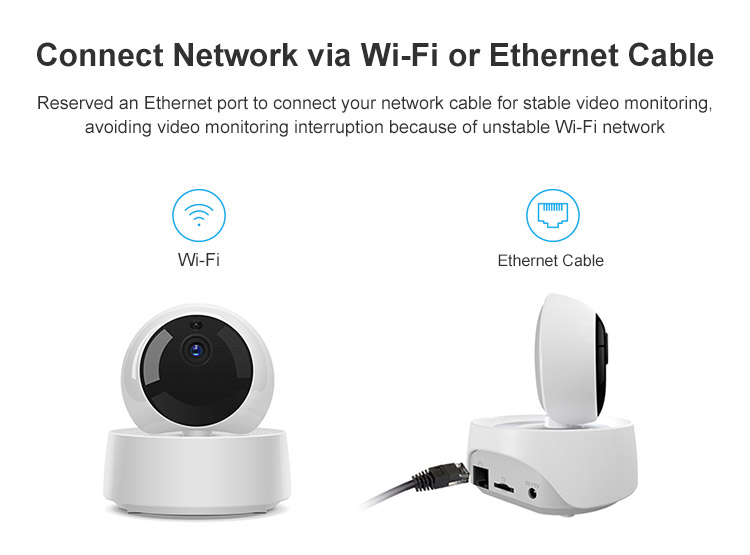 Connect Network via Wi-Fi or Ethernet Cable
Reserved an Ethernet port to connect your network cable for stable video monitoring,
avoiding video monitoring interruption because of unstable Wi-Fi network
Wi-Fi
Ethernet Cable